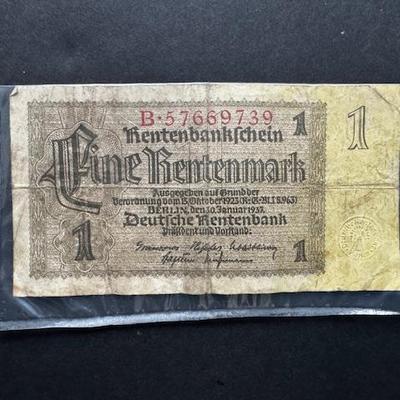 B·57669739
Rentenbankschein
1
1
Eine Rentenmark
Ausgegeben auf Grund der
Verordnung vom 15. Oktober 1923 (R·G·Bl·I S.963)
BERLIN, den 30. Januar 1937.
Deutsche Rentenbank
Präsident und Vorstand:
1
1